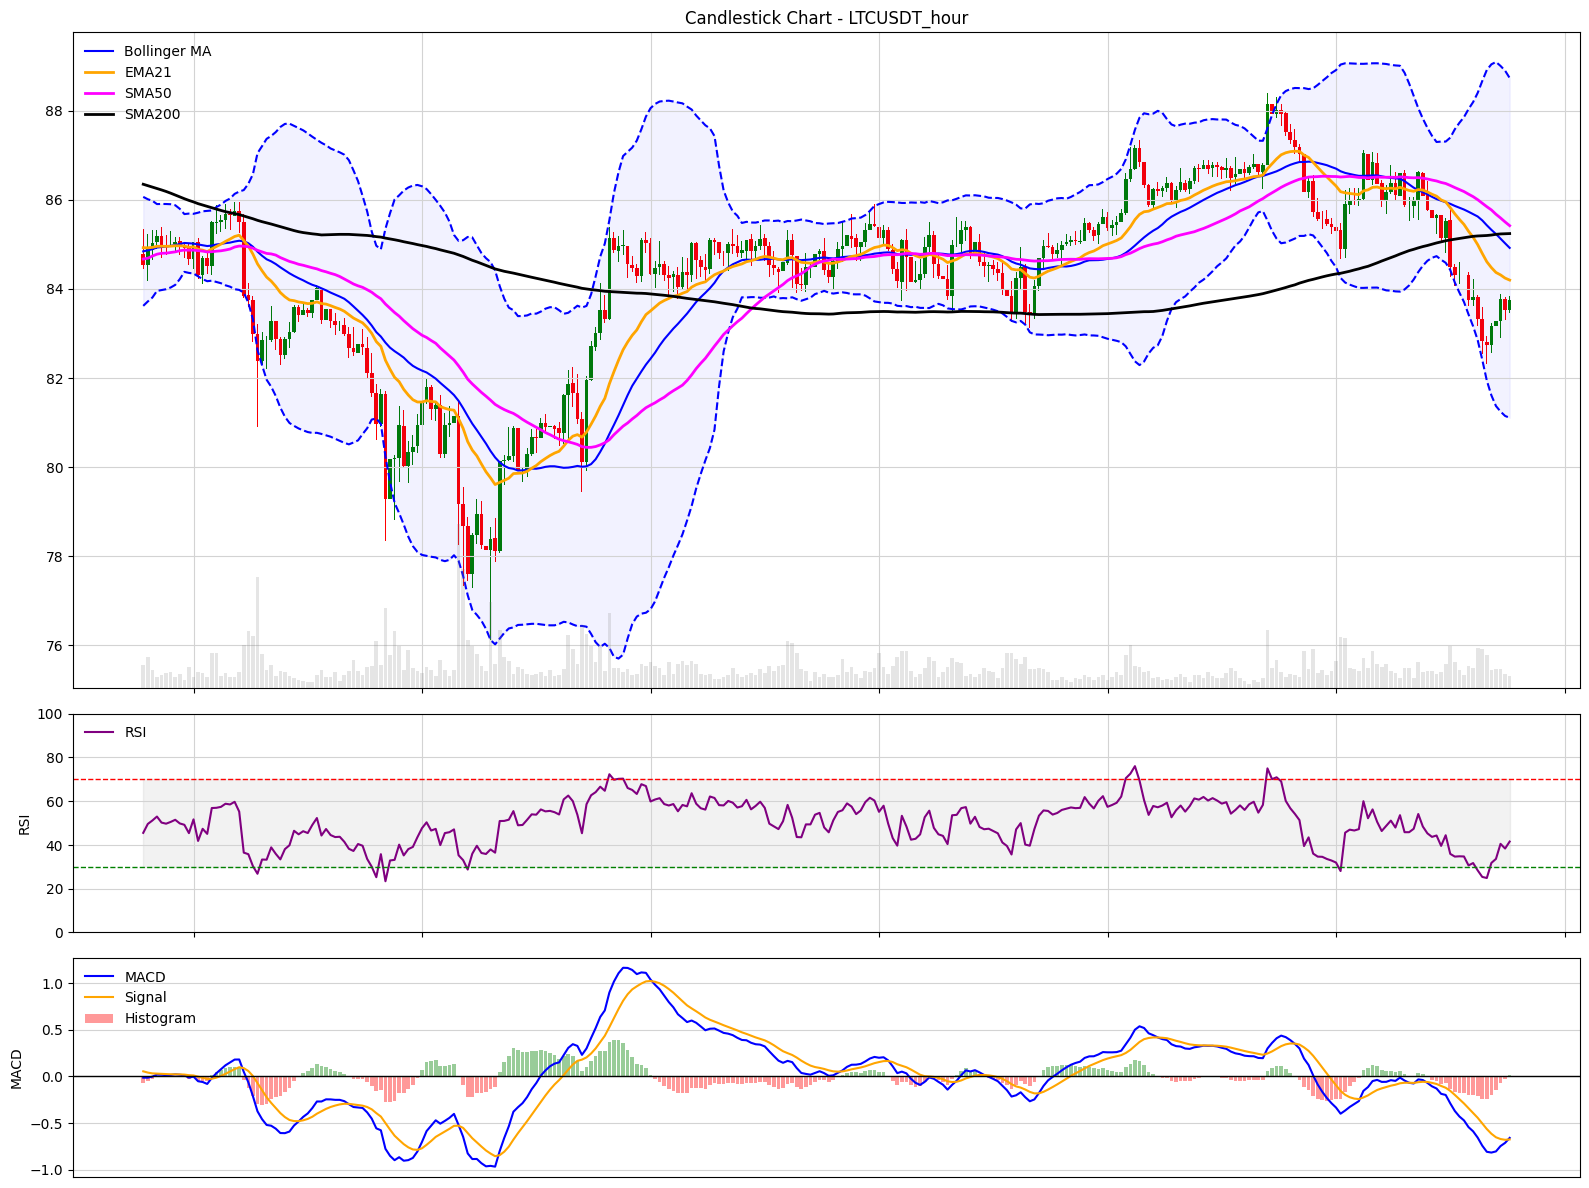 Candlestick Chart - LTCUSDT_hour
Bollinger MA
EMA21
SMA50
SMA200
88
86
84
82
80
78
76
RSI
100
80
60
40
20
0
RSI
MACD
Signal
Histogram
1.0
0.5
0.0
−0.5
−1.0
MACD